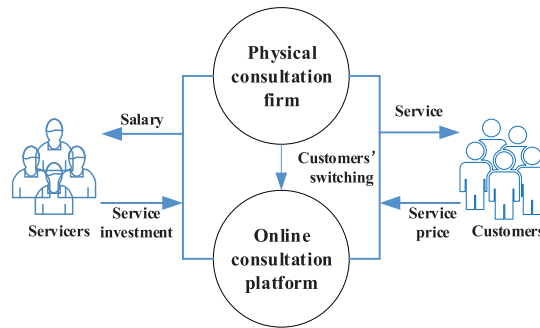 Physical
consultation
firm
Salary
Service
Customers’
switching
Service
investment
Service
price
Servicers
Customers
Online
consultation
platform